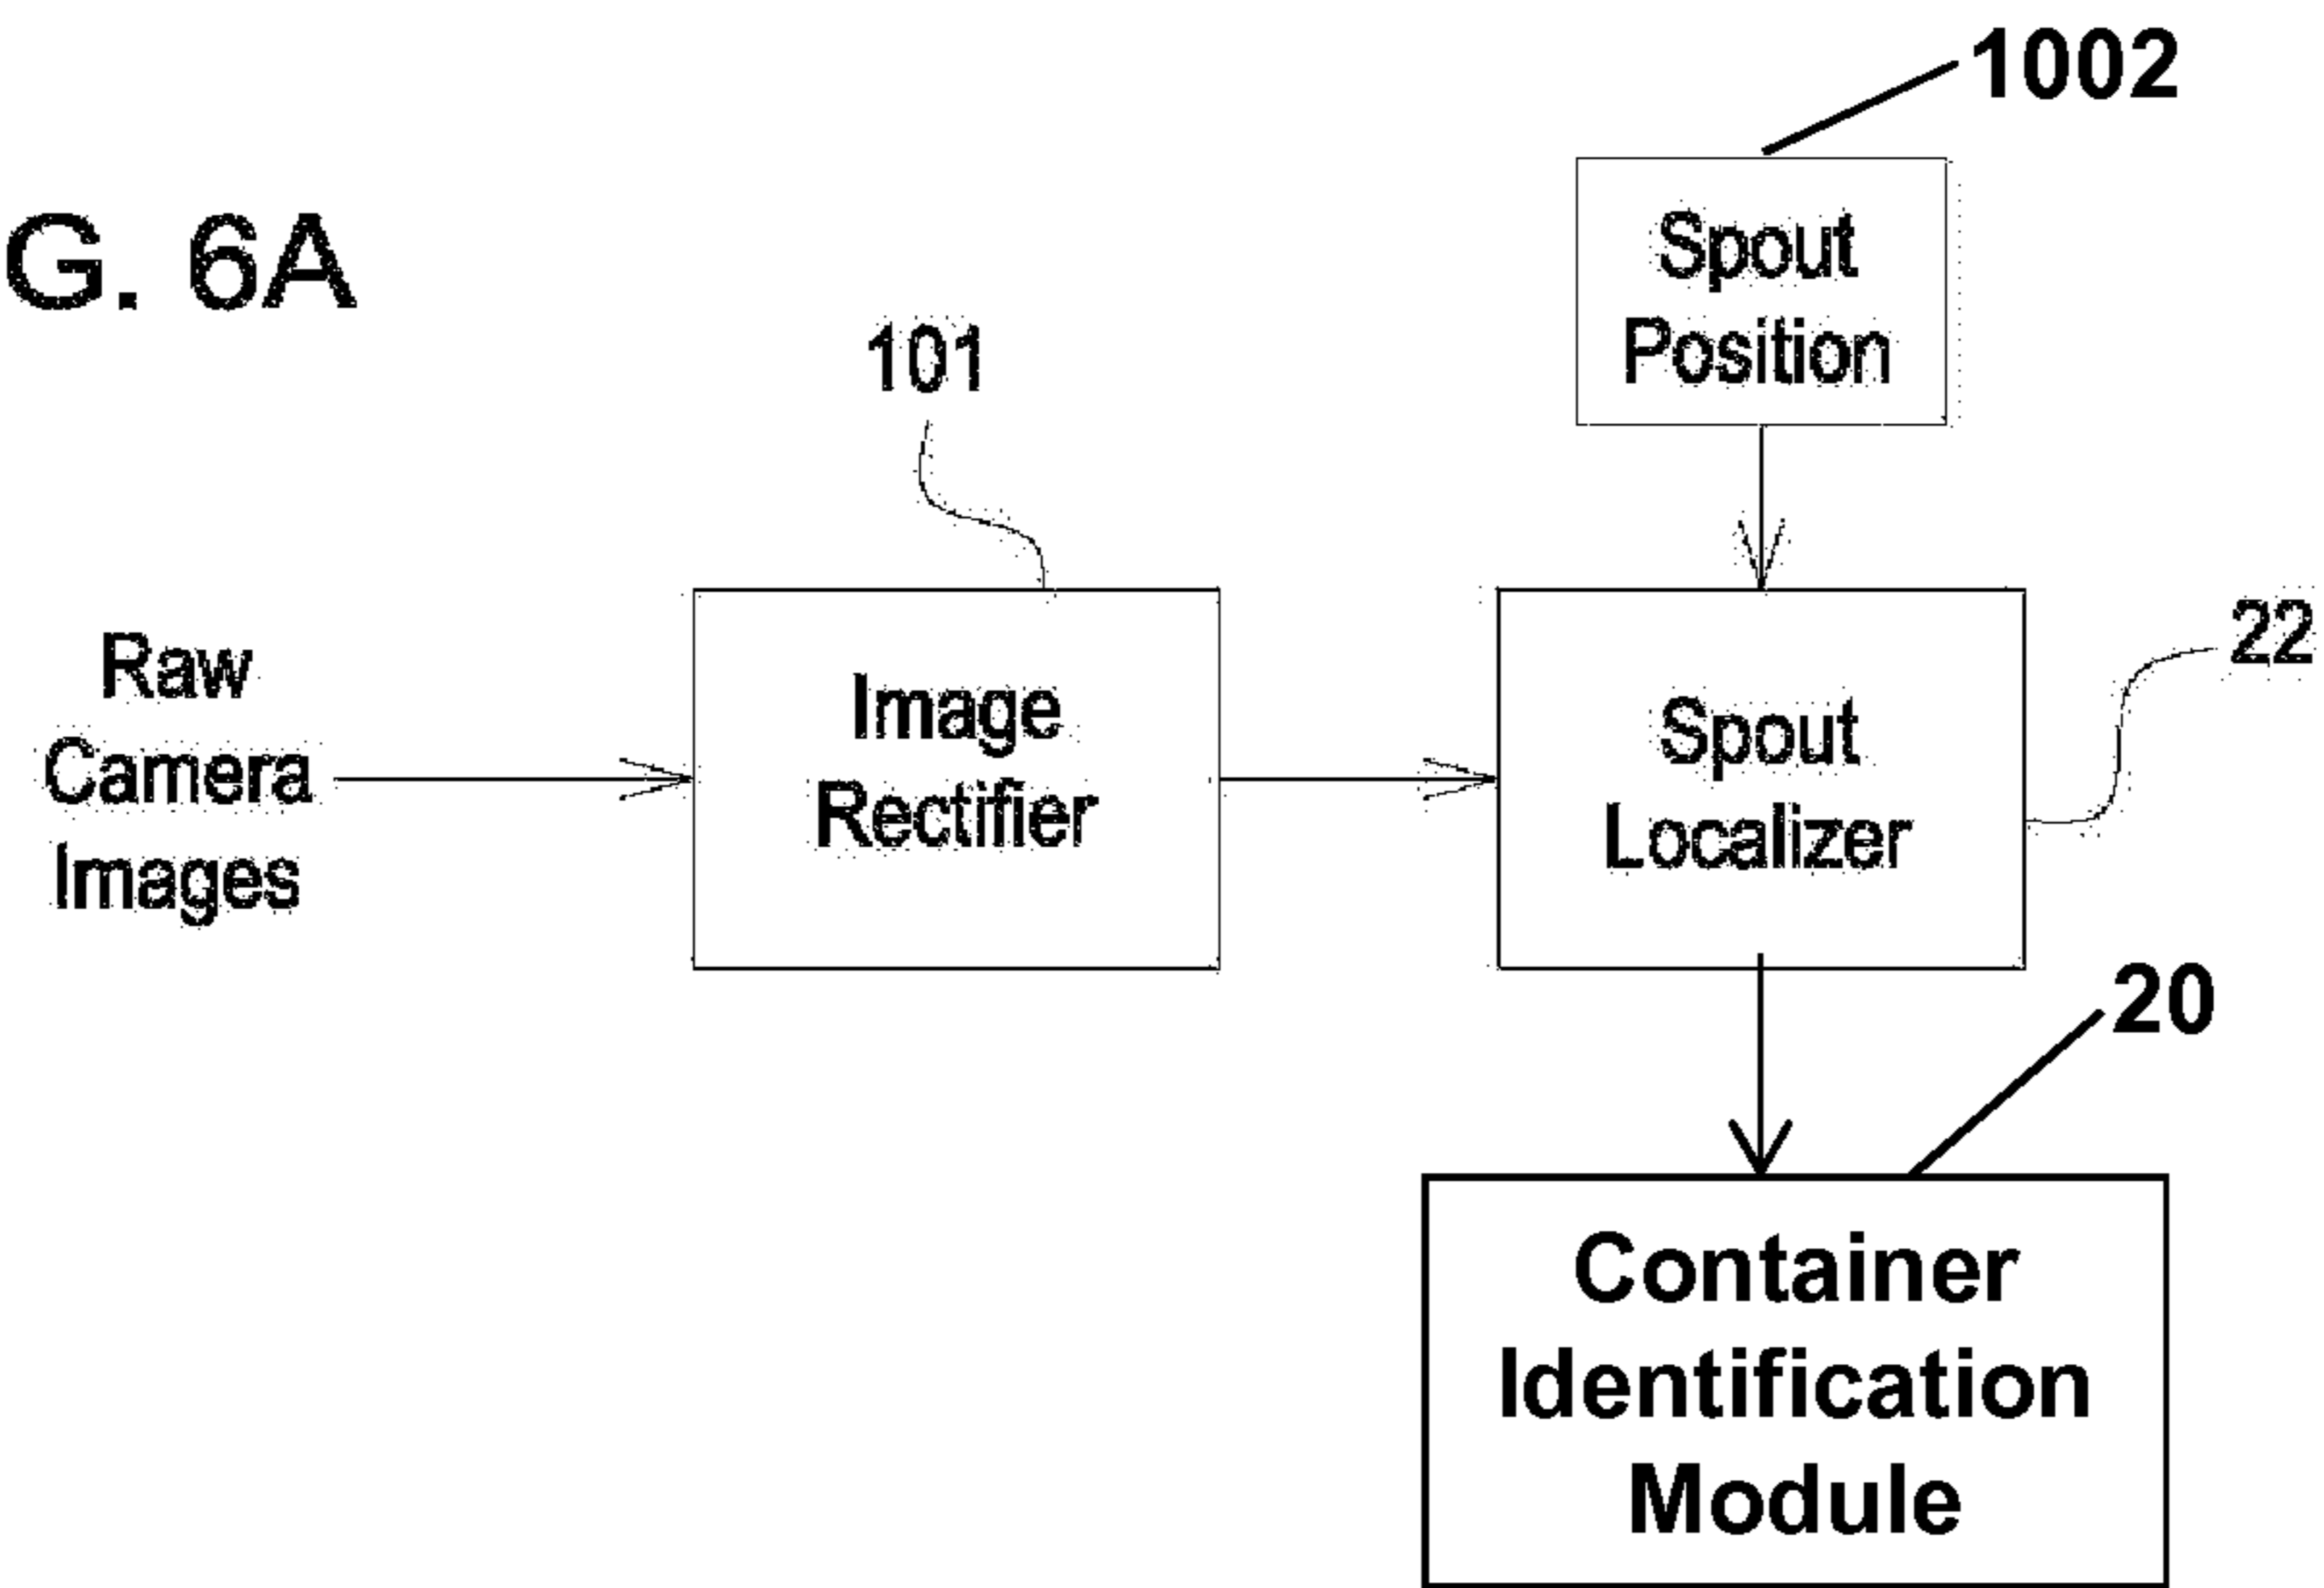 1002
G. 6A
Spout
Position
101
22
Raw
Camera
Images
Image
Rectifier
Spout
Localizer
20
Container
Identification
Module